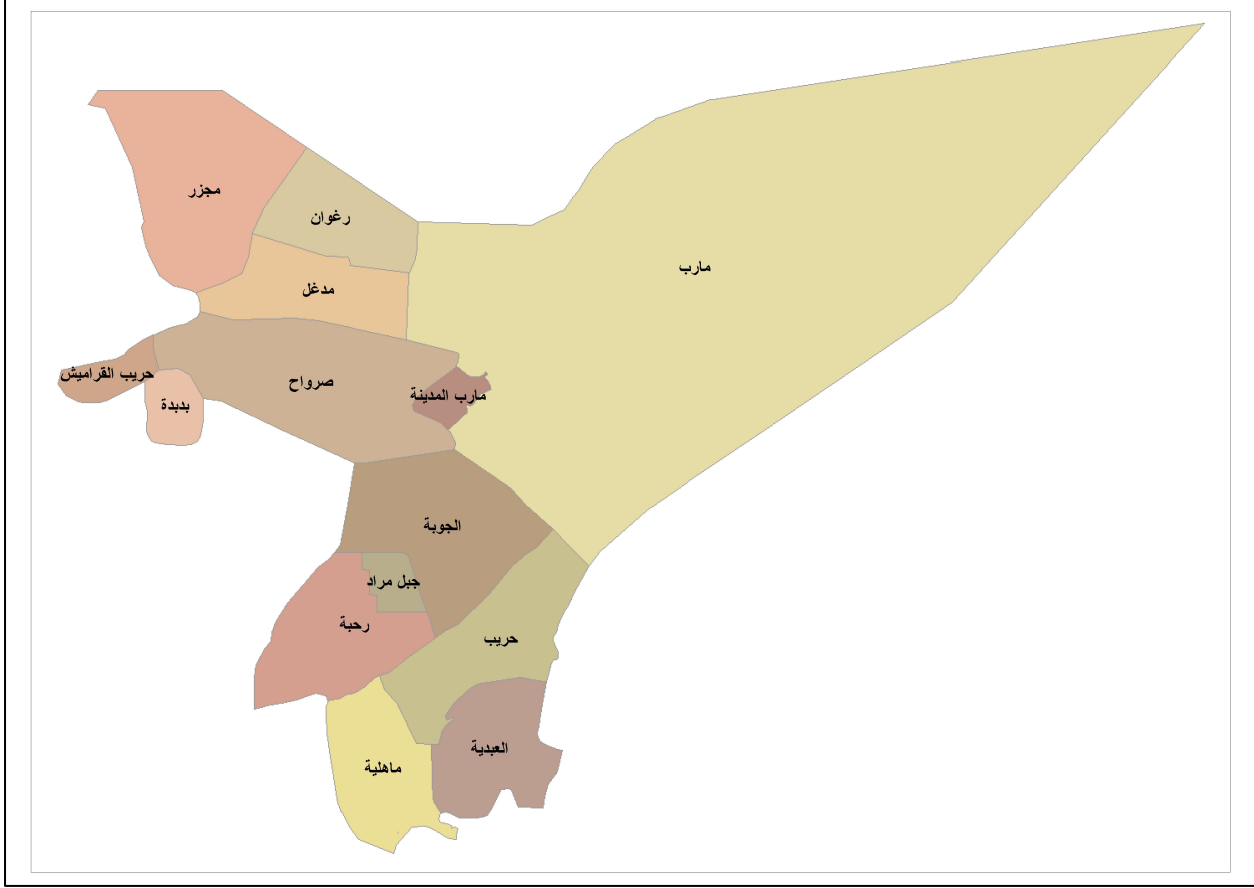 مجزر
رغوان
مارب
مدغل
حريب القراميش
صرواح
مارب المدينة
بدبدة
الجوبة
جبل مراد
رحبة
حريب
العبدية
ماهلية